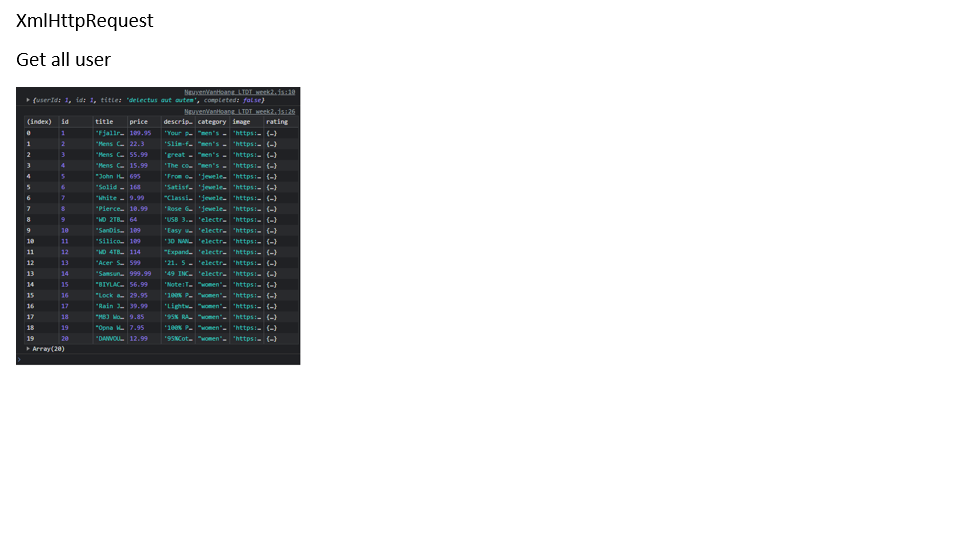 XmlHttpRequest
Get all user
NguyenVanHoang_LTDT_week2.js:10
▸ {userId: 1, id: 1, title: 'delectus aut autem', completed: false}
NguyenVanHoang_LTDT_week2.js:26
(index) id title price descrip… category image rating
0 1 'Fjallr… 109.95 'Your p… "men's … 'https:… {…}
1 2 'Mens C… 22.3 'Slim-f… "men's … 'https:… {…}
2 3 'Mens C… 55.99 'great … "men's … 'https:… {…}
3 4 'Mens C… 15.99 'The co… "men's … 'https:… {…}
4 5 "John H… 695 "From o… 'jewele… 'https:… {…}
5 6 'Solid … 168 'Satisf… 'jewele… 'https:… {…}
6 7 'White … 9.99 "Classi… 'jewele… 'https:… {…}
7 8 'Pierce… 10.99 'Rose G… 'jewele… 'https:… {…}
8 9 'WD 2TB… 64 'USB 3.… 'electr… 'https:… {…}
9 10 'SanDis… 109 'Easy u… 'electr… 'https:… {…}
10 11 'Silico… 109 '3D NAN… 'electr… 'https:… {…}
11 12 'WD 4TB… 114 "Expand… 'electr… 'https:… {…}
12 13 'Acer S… 599 '21. 5 … 'electr… 'https:… {…}
13 14 'Samsun… 999.99 '49 INC… 'electr… 'https:… {…}
14 15 "BIYLAC… 56.99 'Note:T… "women'… 'https:… {…}
15 16 "Lock a… 29.95 '100% P… "women'… 'https:… {…}
16 17 'Rain J… 39.99 'Lightw… "women'… 'https:… {…}
17 18 "MBJ Wo… 9.85 '95% RA… "women'… 'https:… {…}
18 19 "Opna W… 7.95 '100% P… "women'… 'https:… {…}
19 20 'DANVOU… 12.99 '95%Cot… "women'… 'https:… {…}
▸ Array(20)